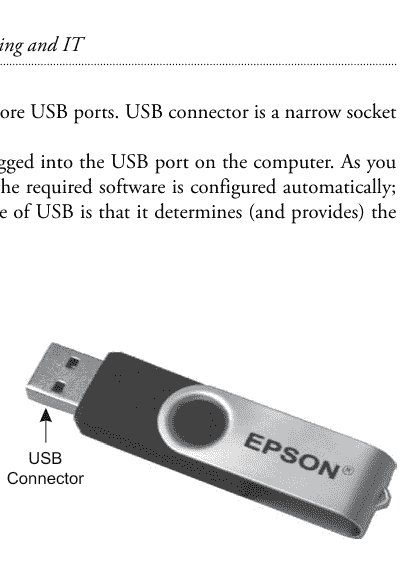 ing and IT
ore USB ports. USB connector is a narrow socket
gged into the USB port on the computer. As you
he required software is configured automatically;
e of USB is that it determines (and provides) the
EPSON®
USB
Connector